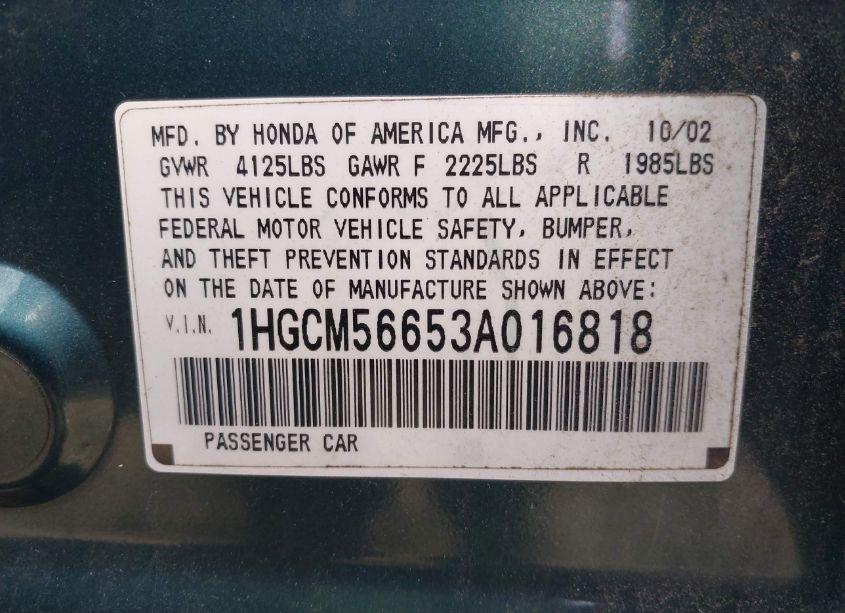 MFD. BY HONDA OF AMERICA MFG., INC. 10/02
GVWR 4125LBS GAWR F 2225LBS R 1985LBS
THIS VEHICLE CONFORMS TO ALL APPLICABLE
FEDERAL MOTOR VEHICLE SAFETY, BUMPER,
AND THEFT PREVENTION STANDARDS IN EFFECT
ON THE DATE OF MANUFACTURE SHOWN ABOVE:
V.I.N. 1HGCM56653A016818
PASSENGER CAR